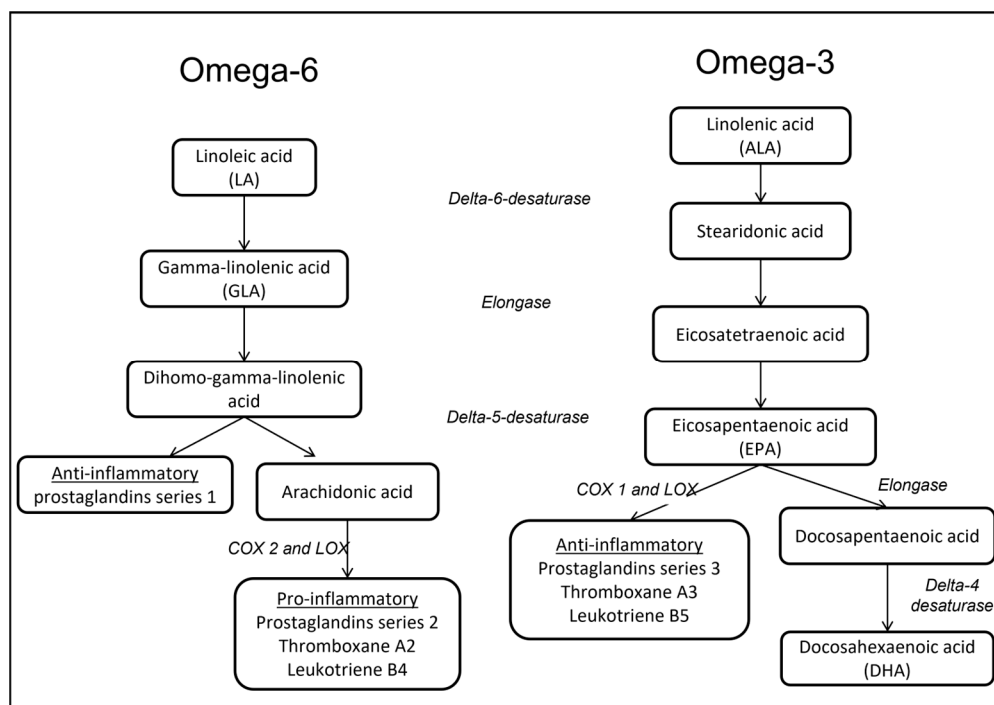 Omega-6
Omega-3
Linoleic acid
(LA)
Linolenic acid
(ALA)
Delta-6-desaturase
Gamma-linolenic acid
(GLA)
Stearidonic acid
Elongase
Dihomo-gamma-linolenic
acid
Eicosatetraenoic acid
Delta-5-desaturase
Anti-inflammatory
prostaglandins series 1
Arachidonic acid
Eicosapentaenoic acid
(EPA)
COX 2 and LOX
Pro-inflammatory
Prostaglandins series 2
Thromboxane A2
Leukotriene B4
COX 1 and LOX
Elongase
Anti-inflammatory
Prostaglandins series 3
Thromboxane A3
Leukotriene B5
Docosapentaenoic acid
Delta-4
desaturase
Docosahexaenoic acid
(DHA)